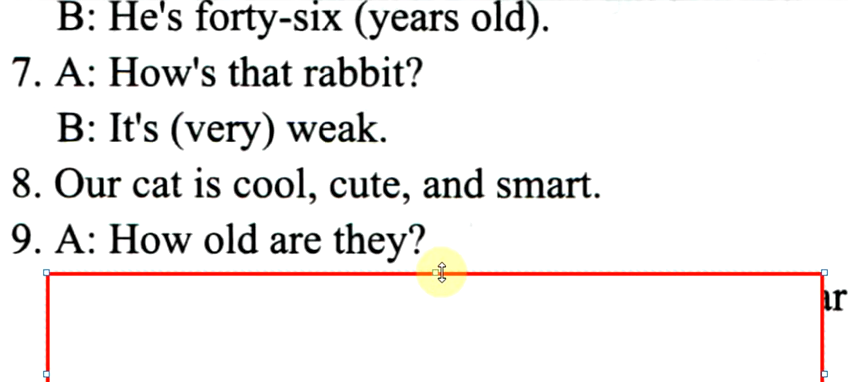 B: He's forty-six (years old).
7. A: How's that rabbit?
B: It's (very) weak.
8. Our cat is cool, cute, and smart.
9. A: How old are they?